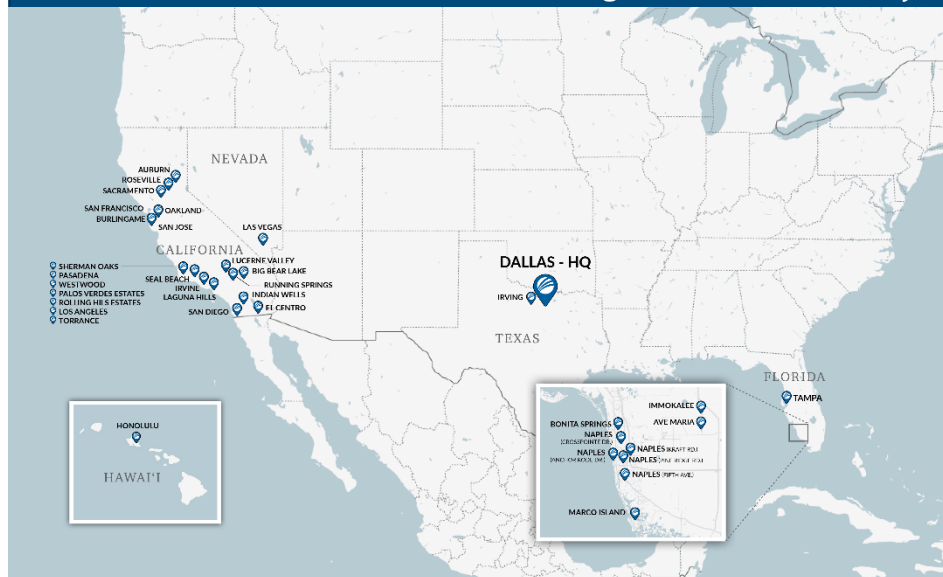 NEVADA
AUBURN
ROSEVILLE
SACRAMENTO
SAN FRANCISCO
OAKLAND
BURLINGAME
SAN JOSE
LAS VEGAS
CALIFORNIA
LUCERNE VALLEY
BIG BEAR LAKE
RUNNING SPRINGS
SHERMAN OAKS
PASADENA
WESTWOOD
PALOS VERDES ESTATES
ROLLING HILLS ESTATES
LOS ANGELES
TORRANCE
SEAL BEACH
IRVINE
LAGUNA HILLS
INDIAN WELLS
SAN DIEGO
EL CENTRO
DALLAS - HQ
IRVING
TEXAS
FLORIDA
TAMPA
HONOLULU
HAWAI‘I
IMMOKALEE
BONITA SPRINGS
AVE MARIA
NAPLES
NAPLES (KRAFT RD.)
NAPLES
NAPLES
NAPLES (FIFTH AVE.)
MARCO ISLAND